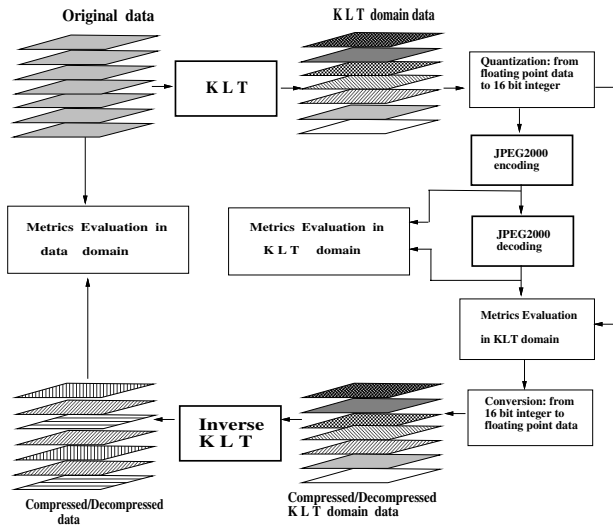 Original data
K L T domain data
K L T
Quantization: from
floating point data
to 16 bit integer
JPEG2000
encoding
Metrics Evaluation in
data domain
Metrics Evaluation in
K L T domain
JPEG2000
decoding
Metrics Evaluation
in KLT domain
Inverse
K L T
Conversion: from
16 bit integer to
floating point data
Compressed/Decompressed
data
Compressed/Decompressed
K L T domain data